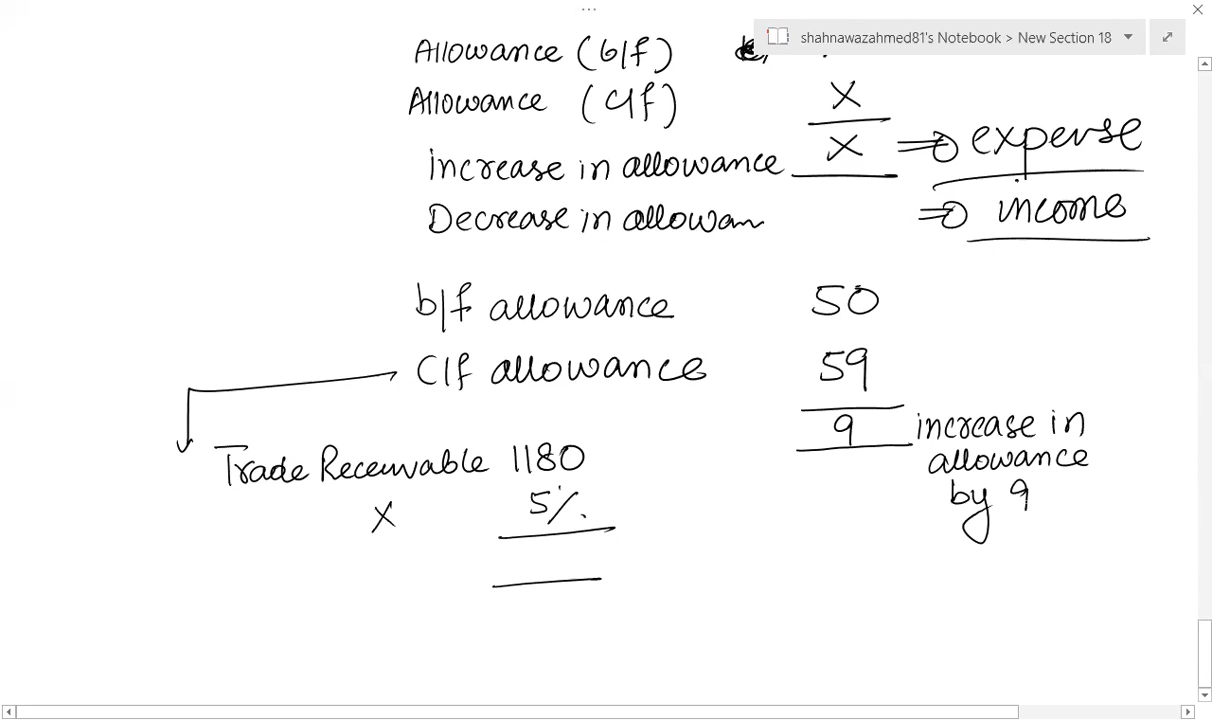 shahnawazahmed81's Notebook > New Section 18
Allowance (b/f)
Allowance (c/f) X
Increase in allowance X ⇒ expense
Decrease in allowan ⇒ income
b/f allowance 50
C/f allowance 59
9 increase in
allowance
by 9
Trade Receivable 1180
X 5%